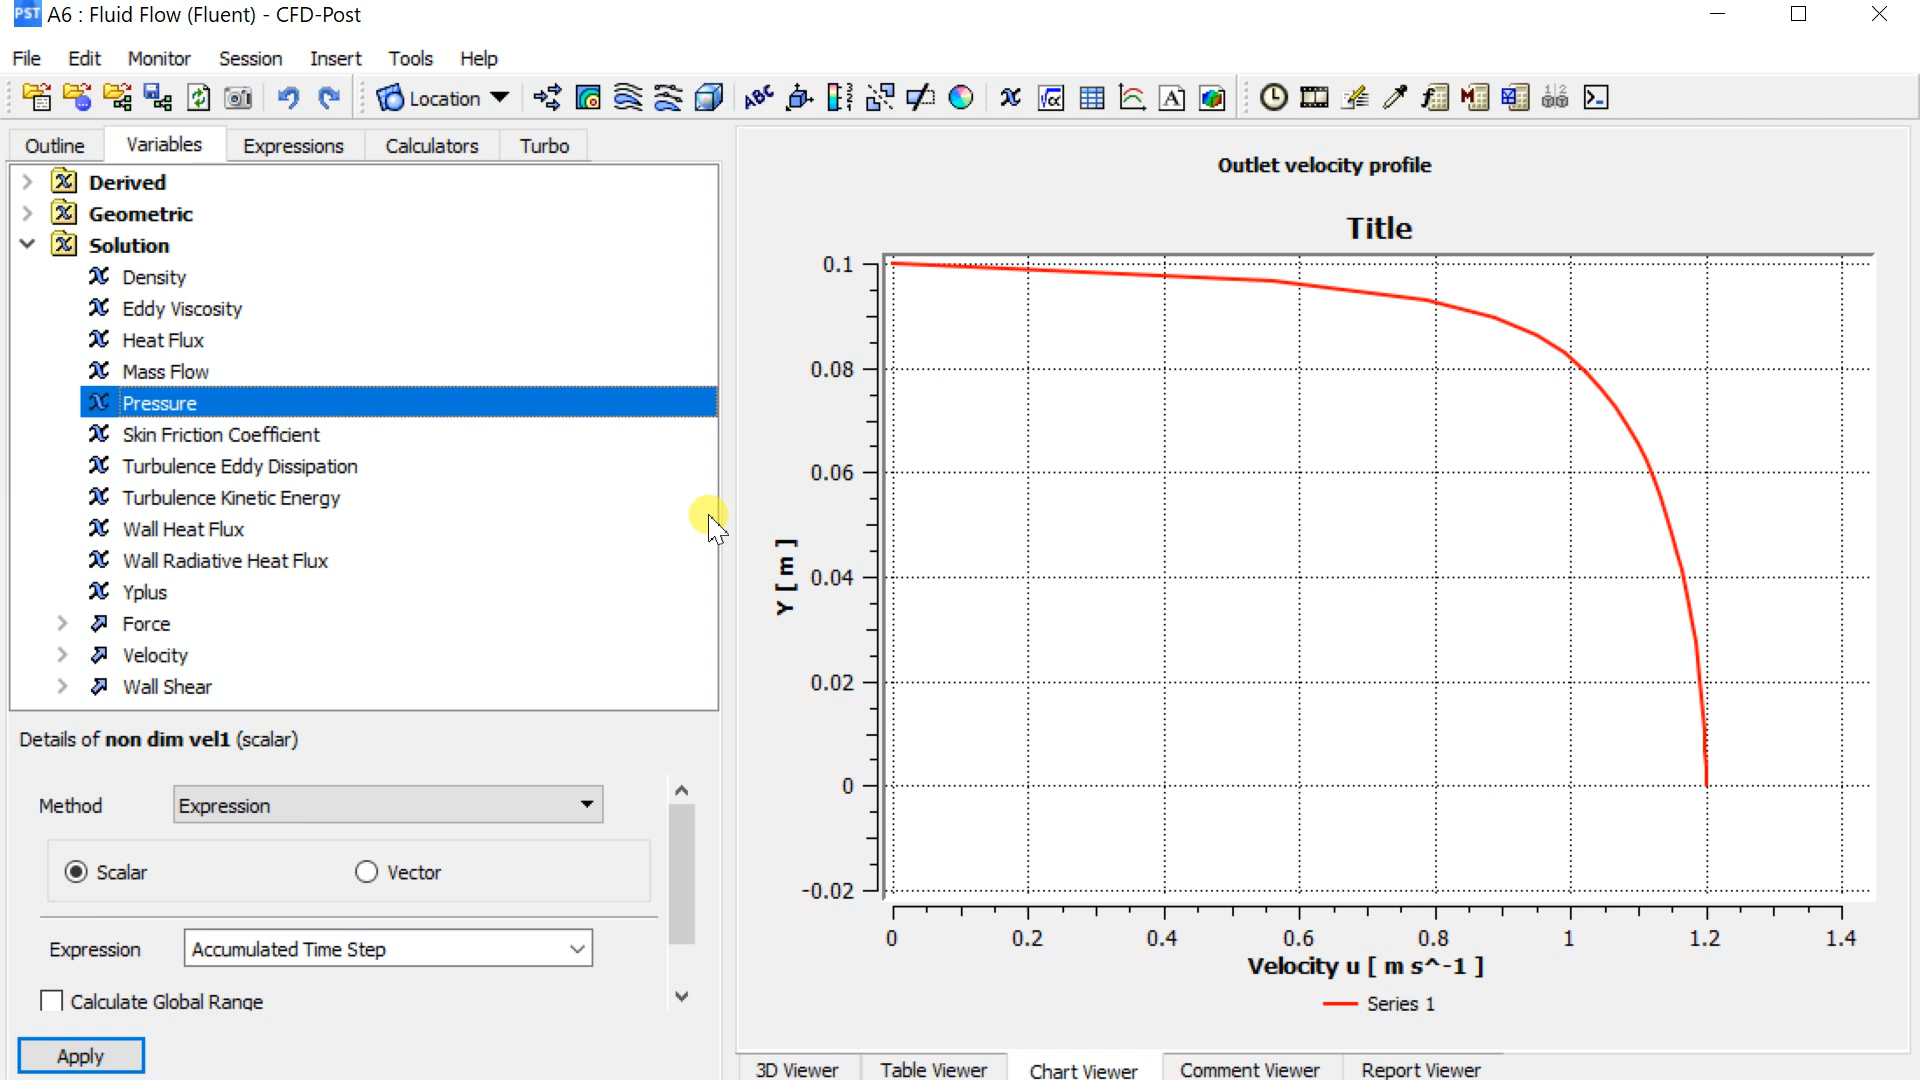 PST A6 : Fluid Flow (Fluent) - CFD-Post
File Edit Monitor Session Insert Tools Help
Location
Outline Variables Expressions Calculators Turbo
Derived
Geometric
Solution
Density
Eddy Viscosity
Heat Flux
Mass Flow
Pressure
Skin Friction Coefficient
Turbulence Eddy Dissipation
Turbulence Kinetic Energy
Wall Heat Flux
Wall Radiative Heat Flux
Yplus
Force
Velocity
Wall Shear
Details of non dim vel1 (scalar)
Method Expression
Scalar Vector
Expression Accumulated Time Step
Calculate Global Range
Apply
Outlet velocity profile
Title
0.1
0.08
0.06
0.04
0.02
0
-0.02
Y [ m ]
0 0.2 0.4 0.6 0.8 1 1.2 1.4
Velocity u [ m s^-1 ]
Series 1
3D Viewer Table Viewer Chart Viewer Comment Viewer Report Viewer